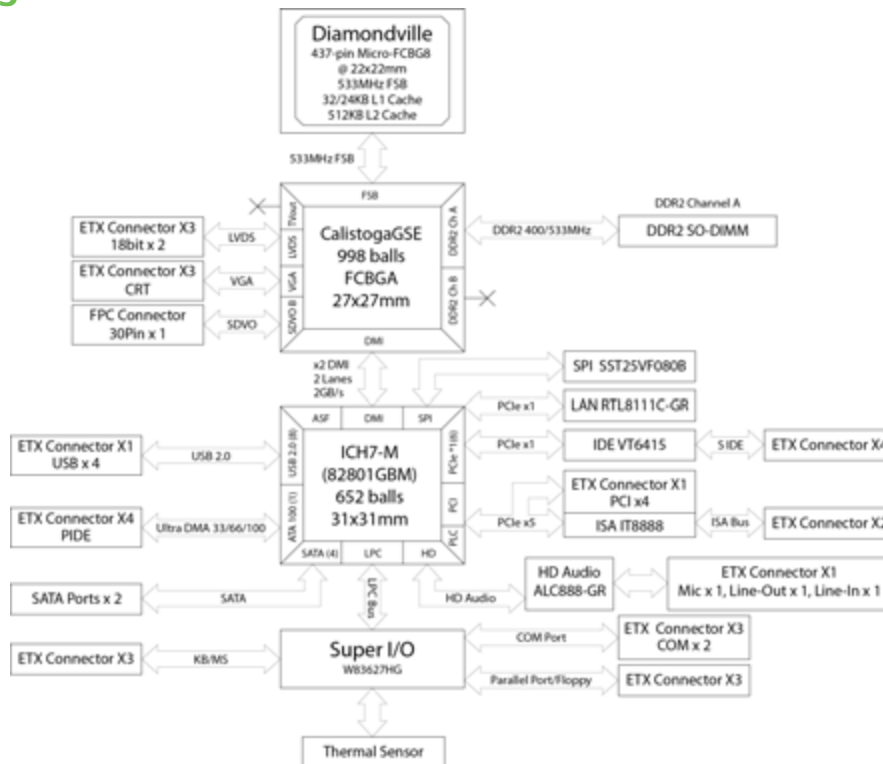 g
Diamondville
437-pin Micro-FCBG8
@ 22x22mm
533MHz FSB
32/24KB L1 Cache
512KB L2 Cache
533MHz FSB
FSB
TVout
LVDS
VGA
SDVO B
CalistogaGSE
998 balls
FCBGA
27x27mm
DDR2 Ch A
DDR2 Ch B
DMI
ETX Connector X3
18bit x 2
LVDS
ETX Connector X3
CRT
VGA
FPC Connector
30Pin x 1
SDVO
DDR2 400/533MHz
DDR2 Channel A
DDR2 SO-DIMM
x2 DMI
2 Lanes
2GB/s
SPI SST25VF080B
ASF
DMI
SPI
USB 2.0 (8)
ATA 100 (1)
ICH7-M
(82801GBM)
652 balls
31x31mm
PCIe *1(6)
PCI
PLC
SATA (4)
LPC
HD
PCIe x1
LAN RTL8111C-GR
PCIe x1
IDE VT6415
S IDE
ETX Connector X4
ETX Connector X1
PCI x4
PCIe x5
ISA IT8888
ISA Bus
ETX Connector X2
ETX Connector X1
USB x 4
USB 2.0
ETX Connector X4
PIDE
Ultra DMA 33/66/100
SATA Ports x 2
SATA
LPC Bus
HD Audio
HD Audio
ALC888-GR
ETX Connector X1
Mic x 1, Line-Out x 1, Line-In x 1
ETX Connector X3
KB/MS
Super I/O
W83627HG
COM Port
ETX Connector X3
COM x 2
Parallel Port/Floppy
ETX Connector X3
Thermal Sensor